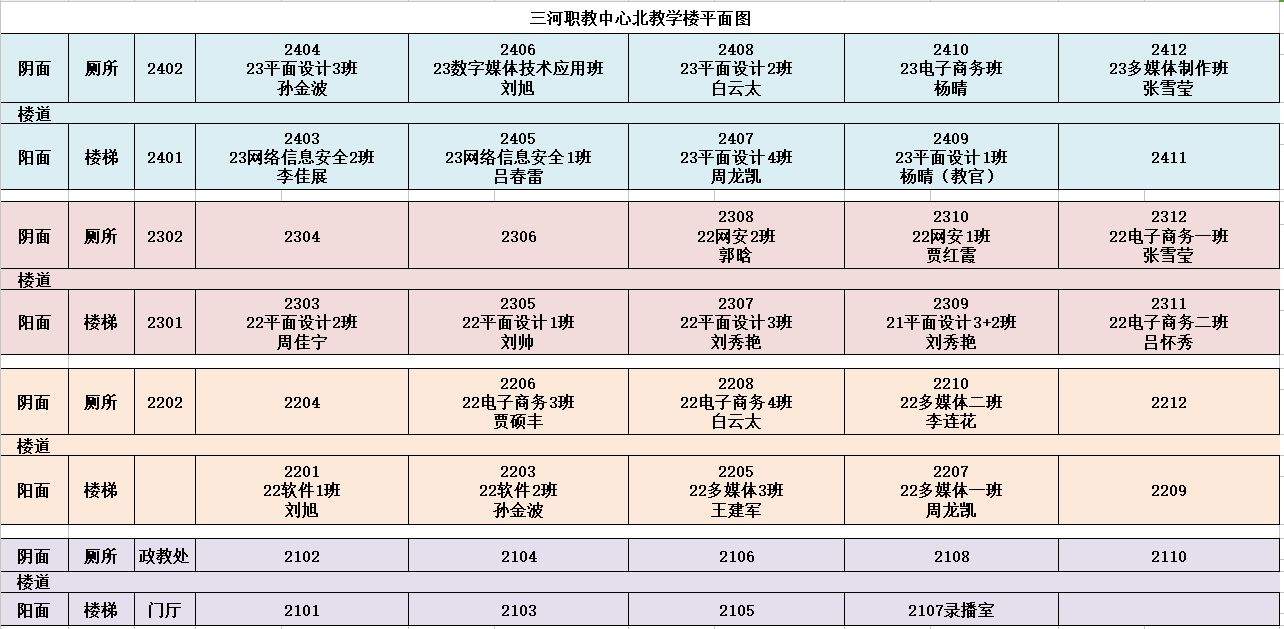 三河职教中心北教学楼平面图
阴面 厕所 2402 2404 23平面设计3班 孙金波 2406 23数字媒体技术应用班 刘旭 2408 23平面设计2班 白云太 2410 23电子商务班 杨晴 2412 23多媒体制作班 张雪莹
楼道
阳面 楼梯 2401 2403 23网络信息安全2班 李佳展 2405 23网络信息安全1班 吕春雷 2407 23平面设计4班 周龙凯 2409 23平面设计1班 杨晴（教官） 2411
阴面 厕所 2302 2304 2306 2308 22网安2班 郭晗 2310 22网安1班 贾红霞 2312 22电子商务一班 张雪莹
楼道
阳面 楼梯 2301 2303 22平面设计2班 周佳宁 2305 22平面设计1班 刘帅 2307 22平面设计3班 刘秀艳 2309 21平面设计3+2班 刘秀艳 2311 22电子商务二班 吕怀秀
阴面 厕所 2202 2204 2206 22电子商务3班 贾硕丰 2208 22电子商务4班 白云太 2210 22多媒体二班 李连花 2212
楼道
阳面 楼梯 2201 22软件1班 刘旭 2203 22软件2班 孙金波 2205 22多媒体3班 王建军 2207 22多媒体一班 周龙凯 2209
阴面 厕所 政教处 2102 2104 2106 2108 2110
楼道
阳面 楼梯 门厅 2101 2103 2105 2107录播室